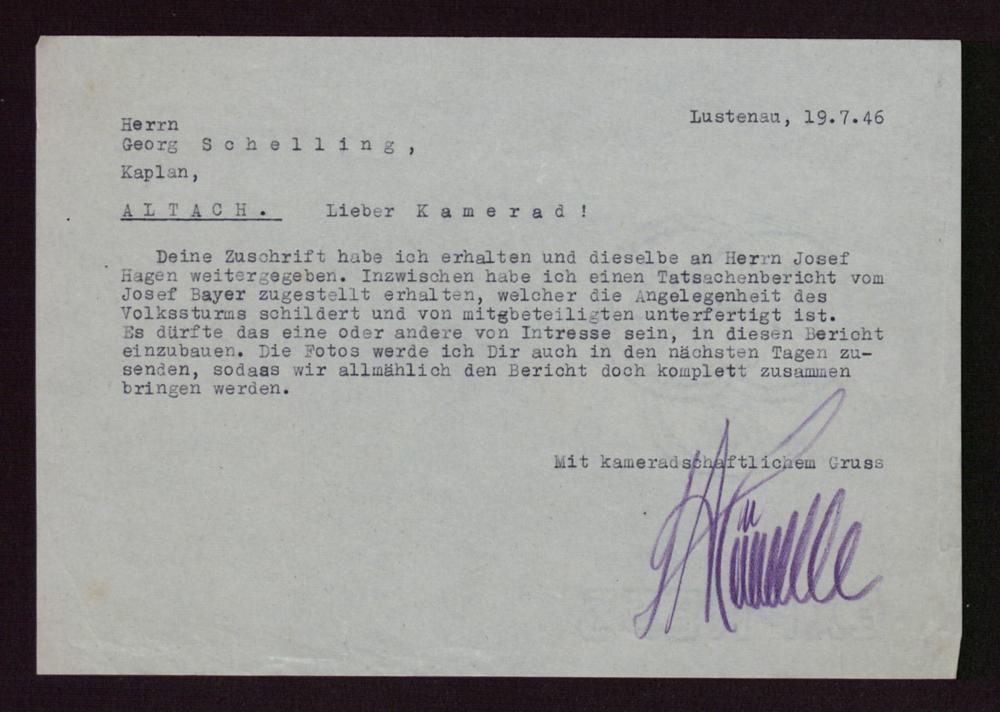 Lustenau, 19.7.46
Herrn
Georg S c h e l l i n g ,
Kaplan,
A L T A C H . Lieber K a m e r a d !
Deine Zuschrift habe ich erhalten und dieselbe an Herrn Josef
Hagen weitergegeben. Inzwischen habe ich einen Tatsachenbericht vom
Josef Bayer zugestellt erhalten, welcher die Angelegenheit des
Volkssturms schildert und von mitgbeteiligten unterfertigt ist.
Es dürfte das eine oder andere von Intresse sein, in diesen Bericht
einzubauen. Die Fotos werde ich Dir auch in den nächsten Tagen zu-
senden, sodass wir allmählich den Bericht doch komplett zusammen
bringen werden.
Mit kameradschaftlichem Gruss